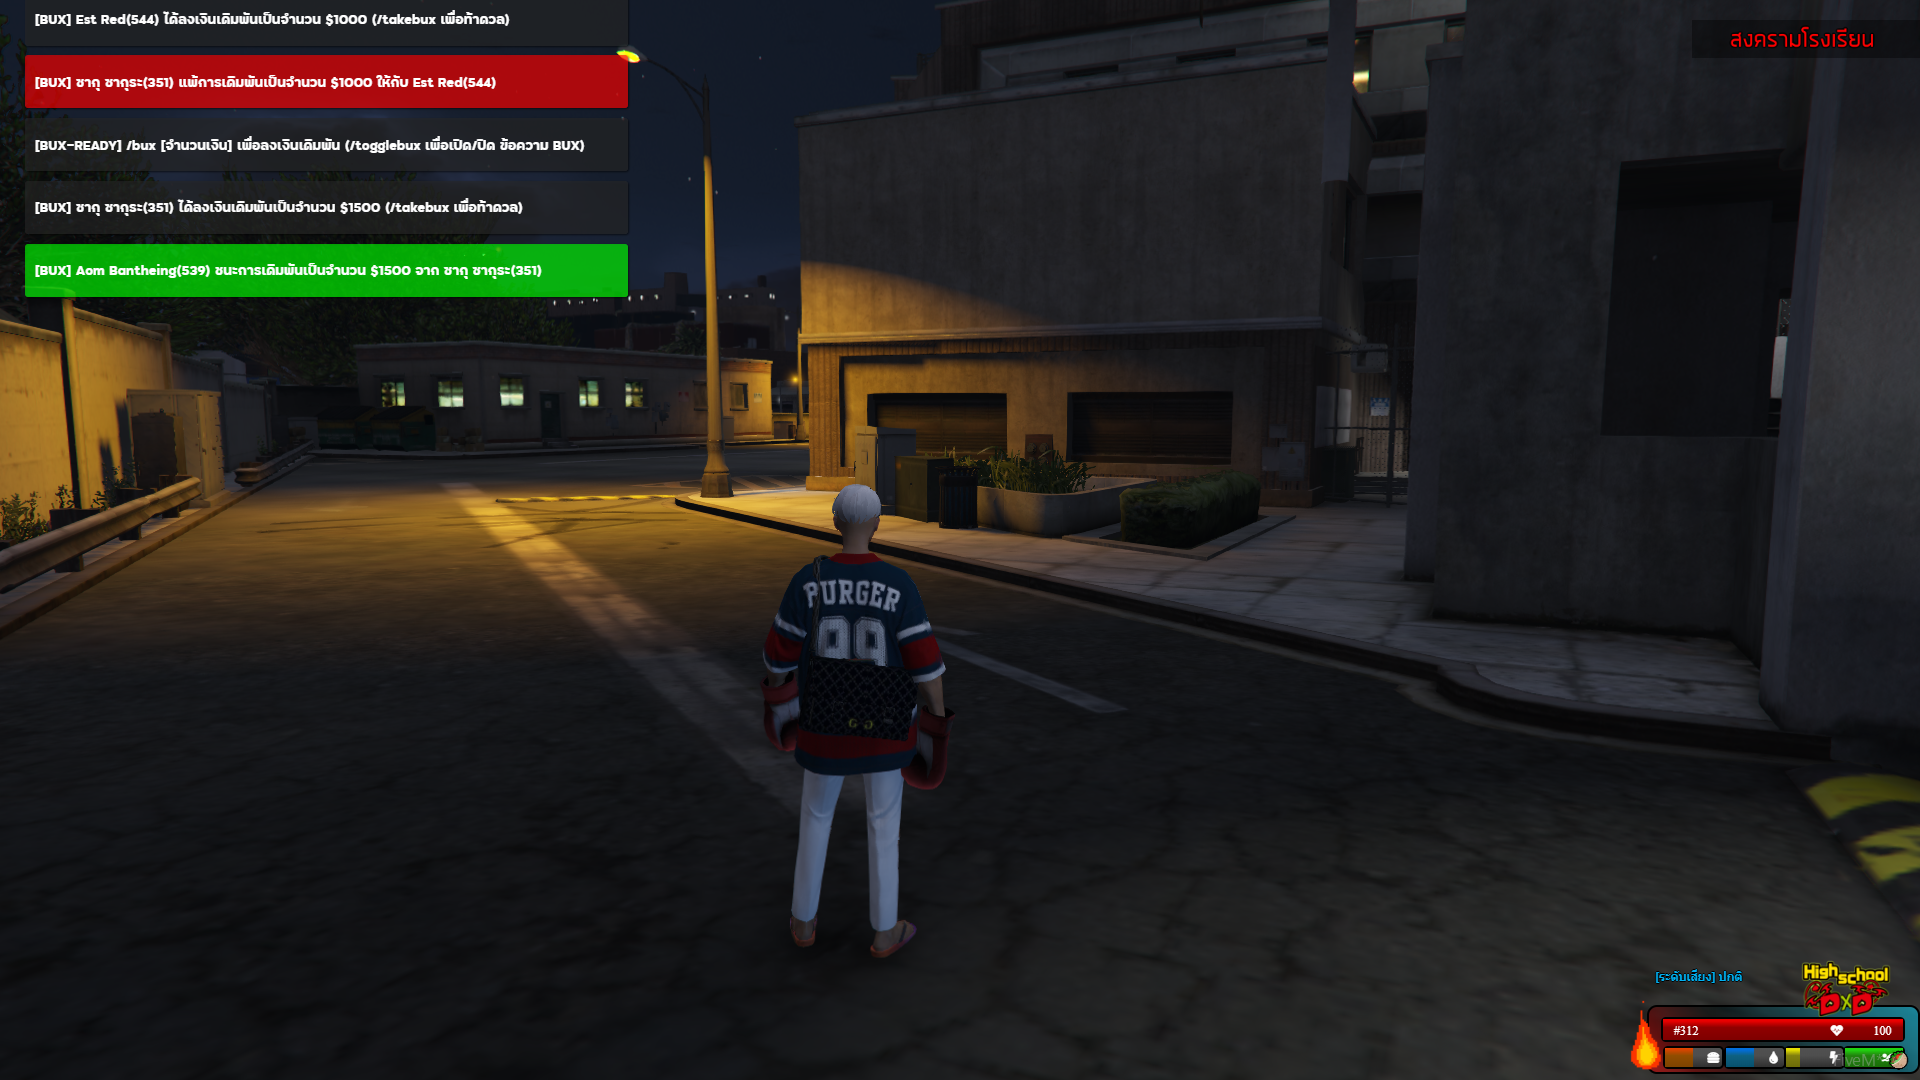 [BUX] Est Red(544) ได้ลงเงินเดิมพันเป็นจำนวน $1000 (/takebux เพื่อท้าดวล)
สงครามโรงเรียน
[BUX] ซากุ ซากุระ(351) แพ้การเดิมพันเป็นจำนวน $1000 ให้กับ Est Red(544)
[BUX-READY] /bux [จำนวนเงิน] เพื่อลงเงินเดิมพัน (/togglebux เพื่อเปิด/ปิด ข้อความ BUX)
[BUX] ซากุ ซากุระ(351) ได้ลงเงินเดิมพันเป็นจำนวน $1500 (/takebux เพื่อท้าดวล)
[BUX] Aom Bantheing(539) ชนะการเดิมพันเป็นจำนวน $1500 จาก ซากุ ซากุระ(351)
PURGER
99
[ระดับเสียง] ปกติ
High school
DxD
#312
100
FiveM